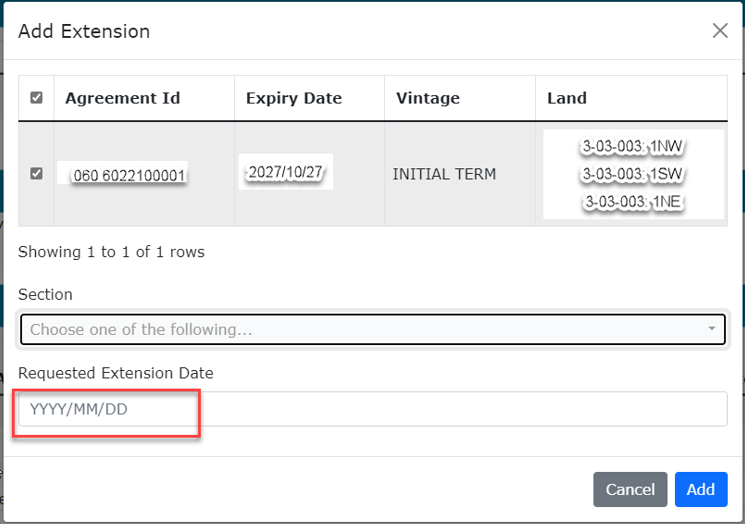 Add Extension
Agreement Id Expiry Date Vintage Land
060 6022100001 2027/10/27 INITIAL TERM 3-03-003: 1NW
3-03-003: 1SW
3-03-003: 1NE
Showing 1 to 1 of 1 rows
Section
Choose one of the following...
Requested Extension Date
YYYY/MM/DD
Cancel Add